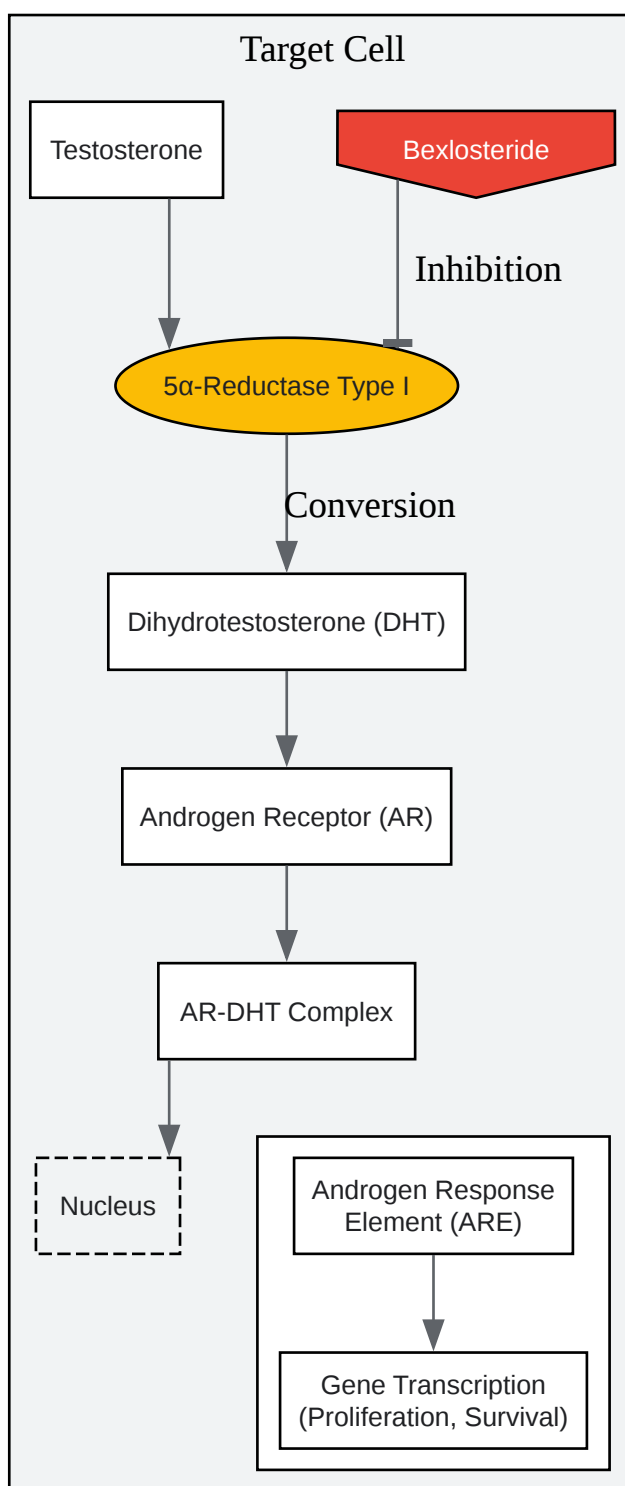 Target Cell
Testosterone
Bexlosteride
Inhibition
5α-Reductase Type I
Conversion
Dihydrotestosterone (DHT)
Androgen Receptor (AR)
AR-DHT Complex
Nucleus
Androgen Response
Element (ARE)
Gene Transcription
(Proliferation, Survival)